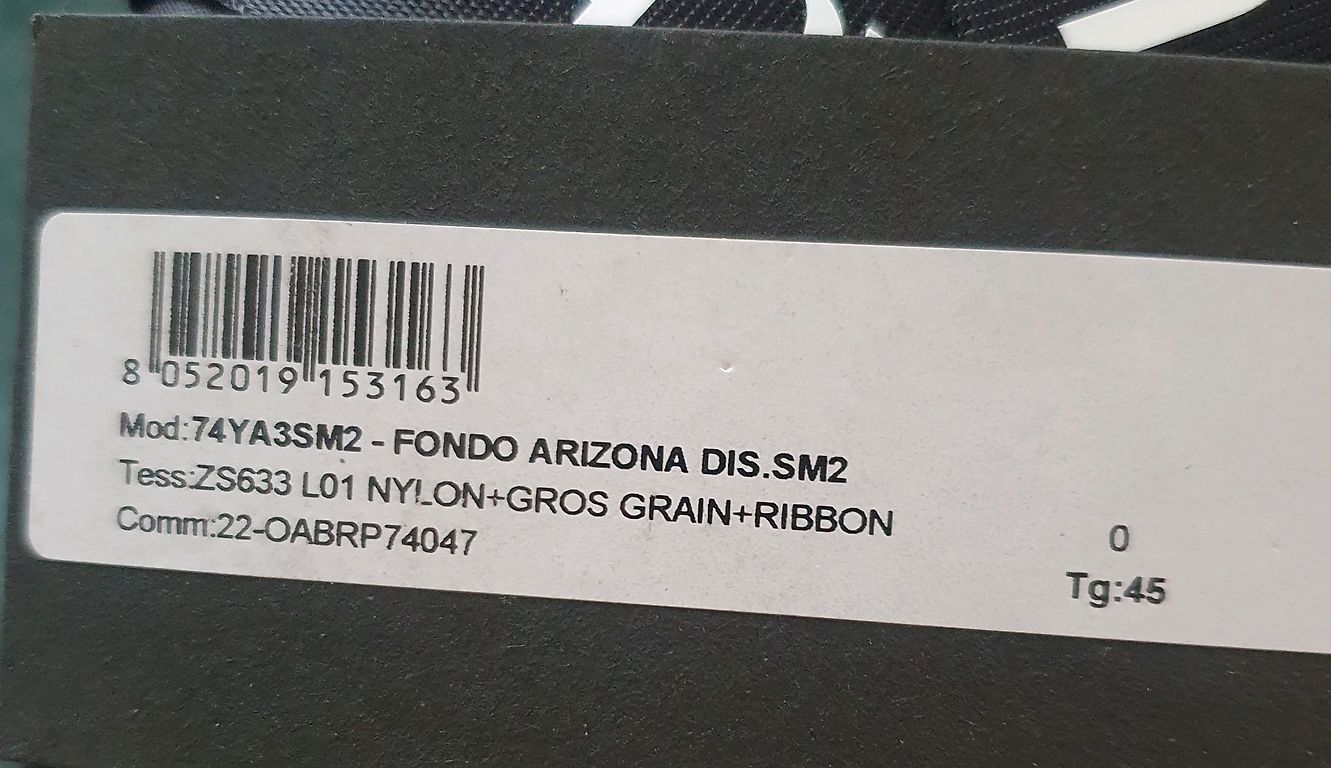 8 052019 153163
Mod:74YA3SM2 - FONDO ARIZONA DIS.SM2
Tess:ZS633 L01 NYLON+GROS GRAIN+RIBBON
Comm:22-OABRP74047
0
Tg:45